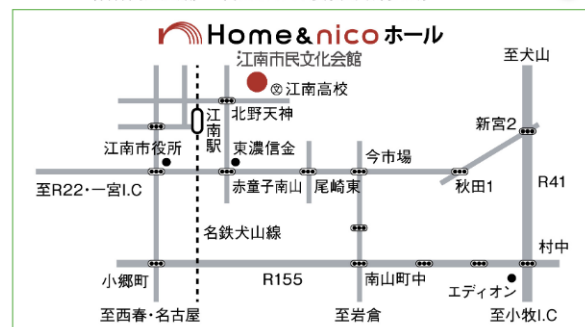 Home&nicoホール
江南市民文化会館
至犬山
㊫江南高校
北野天神
江南駅
新宮2
江南市役所
東濃信金
今市場
至R22・一宮I.C
赤童子南山
尾崎東
秋田1
R41
名鉄犬山線
村中
小郷町
R155
南山町中
エディオン
至西春・名古屋
至岩倉
至小牧I.C